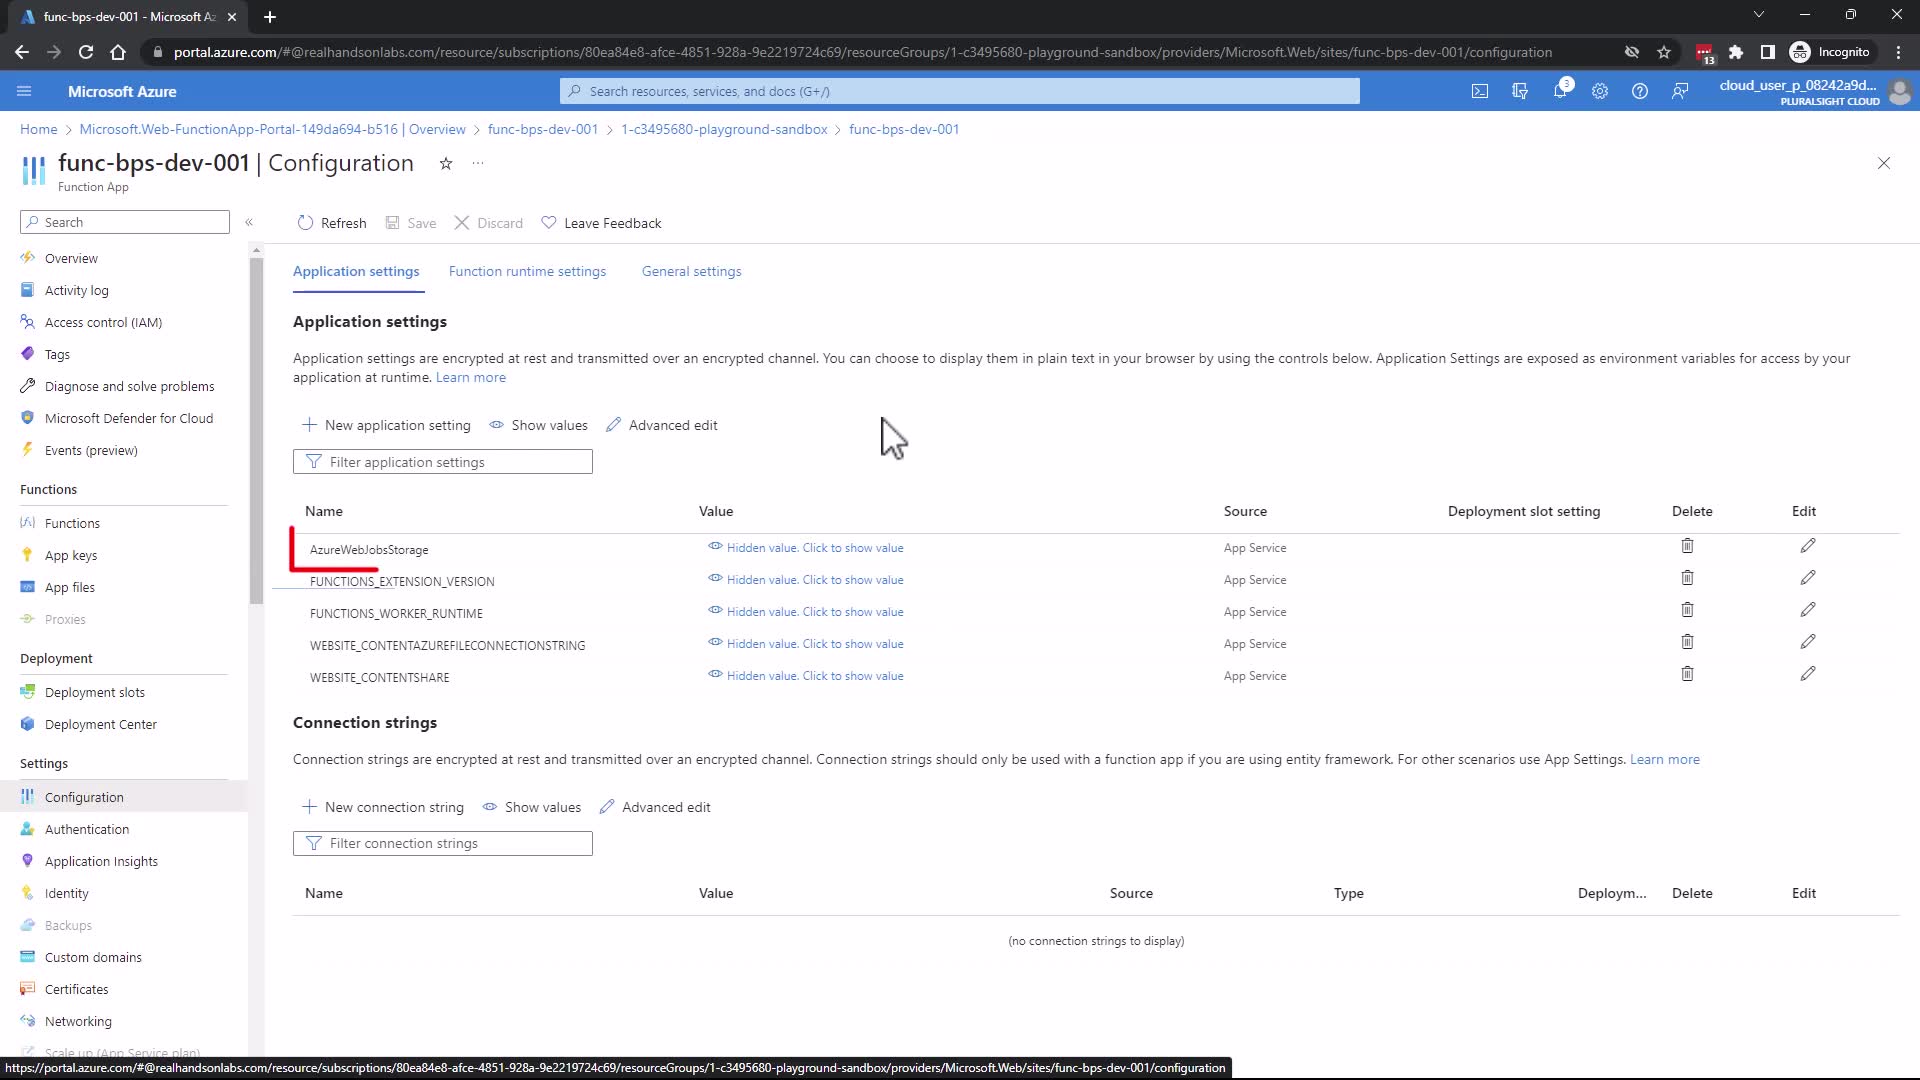 func-bps-dev-001 - Microsoft Az
portal.azure.com/#@realhandsonlabs.com/resource/subscriptions/80ea84e8-afce-4851-928a-9e2219724c69/resourceGroups/1-c3495680-playground-sandbox/providers/Microsoft.Web/sites/func-bps-dev-001/configuration
13
Incognito
Microsoft Azure
Search resources, services, and docs (G+/)
3
cloud_user_p_08242a9d...
PLURALSIGHT CLOUD
Home > Microsoft.Web-FunctionApp-Portal-149da694-b516 | Overview > func-bps-dev-001 > 1-c3495680-playground-sandbox > func-bps-dev-001
func-bps-dev-001 | Configuration
Function App
Search
Overview
Activity log
Access control (IAM)
Tags
Diagnose and solve problems
Microsoft Defender for Cloud
Events (preview)
Functions
Functions
App keys
App files
Proxies
Deployment
Deployment slots
Deployment Center
Settings
Configuration
Authentication
Application Insights
Identity
Backups
Custom domains
Certificates
Networking
Scale up (App Service plan)
Refresh Save Discard Leave Feedback
Application settings Function runtime settings General settings
Application settings
Application settings are encrypted at rest and transmitted over an encrypted channel. You can choose to display them in plain text in your browser by using the controls below. Application Settings are exposed as environment variables for access by your
application at runtime. Learn more
New application setting Show values Advanced edit
Filter application settings
Name Value Source Deployment slot setting Delete Edit
AzureWebJobsStorage Hidden value. Click to show value App Service
FUNCTIONS_EXTENSION_VERSION Hidden value. Click to show value App Service
FUNCTIONS_WORKER_RUNTIME Hidden value. Click to show value App Service
WEBSITE_CONTENTAZUREFILECONNECTIONSTRING Hidden value. Click to show value App Service
WEBSITE_CONTENTSHARE Hidden value. Click to show value App Service
Connection strings
Connection strings are encrypted at rest and transmitted over an encrypted channel. Connection strings should only be used with a function app if you are using entity framework. For other scenarios use App Settings. Learn more
New connection string Show values Advanced edit
Filter connection strings
Name Value Source Type Deploym... Delete Edit
(no connection strings to display)
https://portal.azure.com/#@realhandsonlabs.com/resource/subscriptions/80ea84e8-afce-4851-928a-9e2219724c69/resourceGroups/1-c3495680-playground-sandbox/providers/Microsoft.Web/sites/func-bps-dev-001/configuration